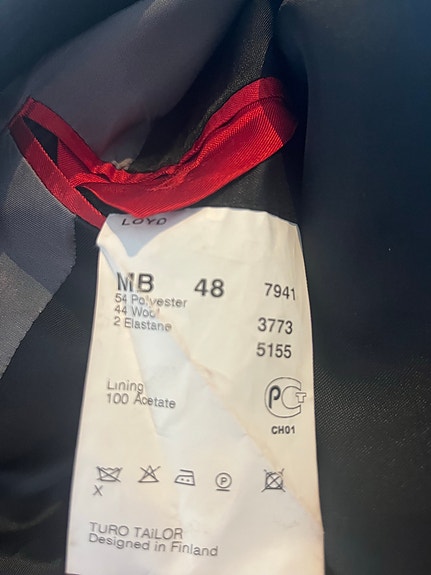 LOYD
MB 48 7941
54 Polyester
44 Wool
2 Elastane 3773
5155
Lining
100 Acetate
PCT
CH01
P
X
TURO TAILOR
Designed in Finland